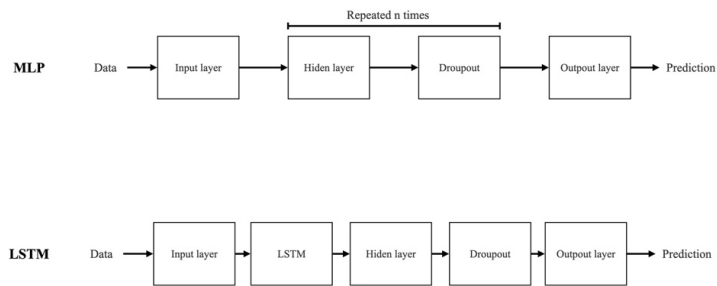 Repeated n times
MLP Data Input layer Hiden layer Droupout Outpout layer Prediction
LSTM Data Input layer LSTM Hiden layer Droupout Outpout layer Prediction